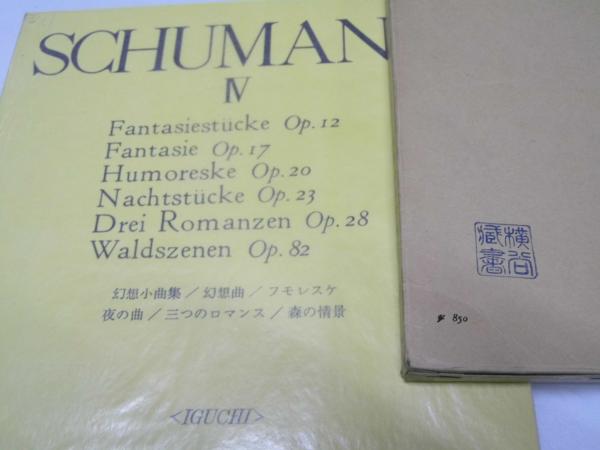 SCHUMAN
IV
Fantasiestücke Op. 12
Fantasie Op. 17
Humoreske Op. 20
Nachtstücke Op. 23
Drei Romanzen Op. 28
Waldszenen Op. 82
幻想小曲集／幻想曲／フモレスケ
夜の曲／三つのロマンス／森の情景
<IGUCHI>
横谷
蔵書
850